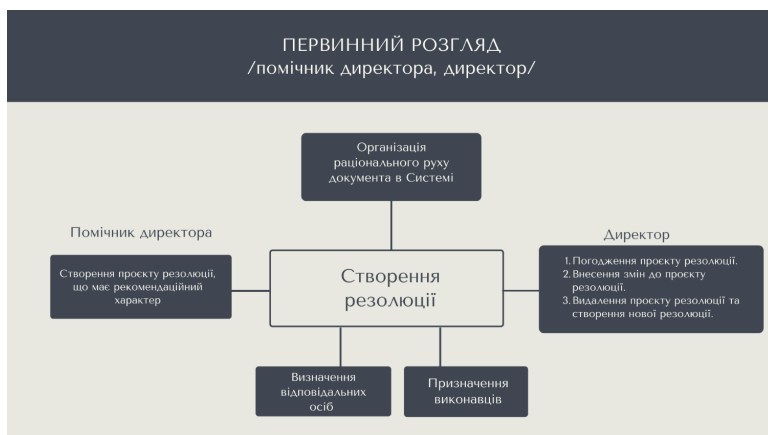 ПЕРВИННИЙ РОЗГЛЯД
/помічник директора, директор/
Організація
раціонального руху
документа в Системі
Помічник директора
Директор
Створення проєкту резолюції,
що має рекомендаційний
характер
Створення
резолюції
1. Погодження проєкту резолюції.
2. Внесення змін до проєкту
резолюції.
3. Видалення проєкту резолюції та
створення нової резолюції.
Визначення
відповідальних
осіб
Призначення
виконавців